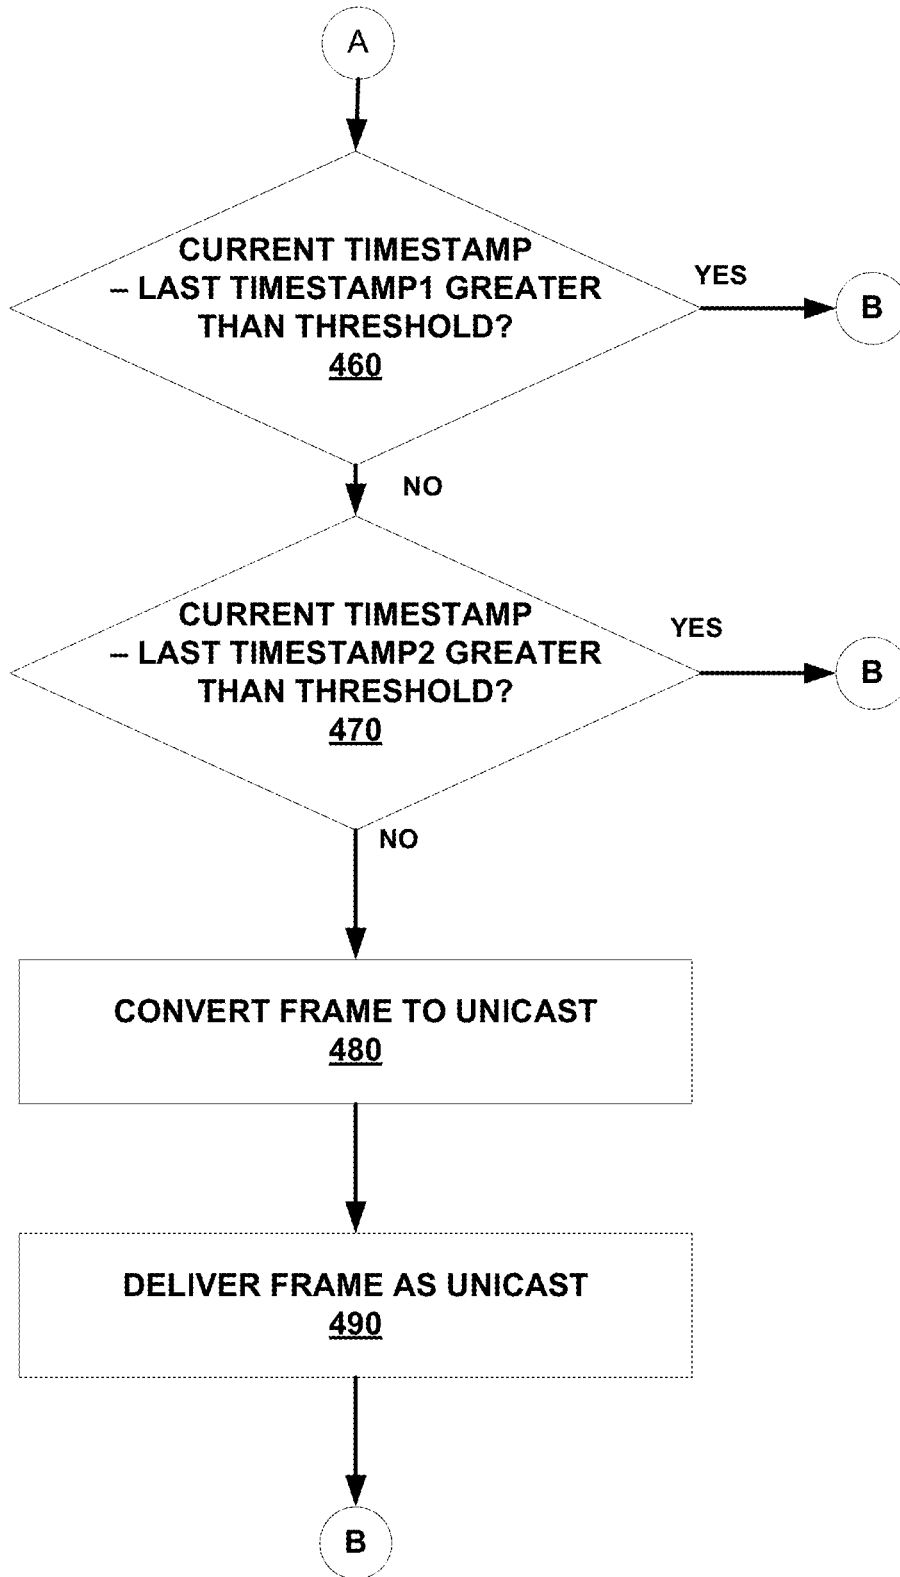 A
CURRENT TIMESTAMP
– LAST TIMESTAMP1 GREATER
THAN THRESHOLD?
460
YES
B
NO
CURRENT TIMESTAMP
– LAST TIMESTAMP2 GREATER
THAN THRESHOLD?
470
YES
B
NO
CONVERT FRAME TO UNICAST
480
DELIVER FRAME AS UNICAST
490
B